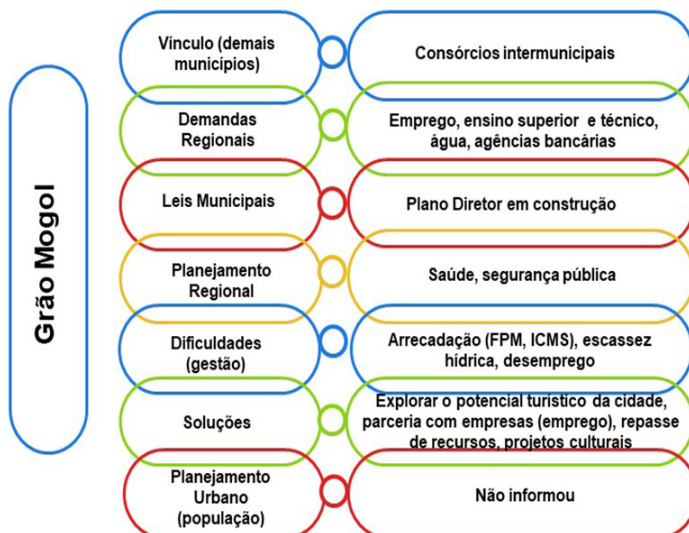 Grão Mogol
Vínculo (demais
municípios)
Consórcios intermunicipais
Demandas
Regionais
Emprego, ensino superior e técnico,
água, agências bancárias
Leis Municipais
Plano Diretor em construção
Planejamento
Regional
Saúde, segurança pública
Dificuldades
(gestão)
Arrecadação (FPM, ICMS), escassez
hídrica, desemprego
Soluções
Explorar o potencial turístico da cidade,
parceria com empresas (emprego), repasse
de recursos, projetos culturais
Planejamento
Urbano
(população)
Não informou